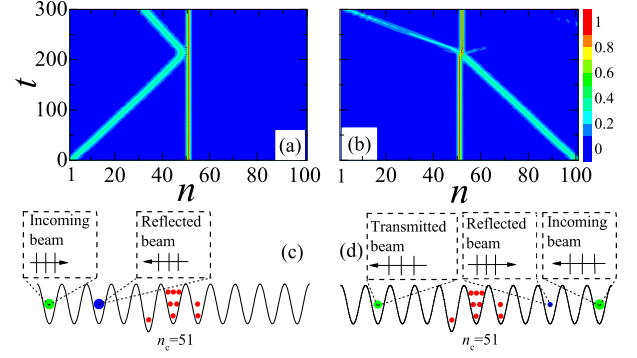 300
200
100
0
t
1 20 40 60 80 100
n
(a)
1 20 40 60 80 100
n
(b)
1
0.8
0.6
0.4
0.2
0
Incoming
beam
Reflected
beam
(c)
n_c=51
(d)
Transmitted
beam
Reflected
beam
Incoming
beam
n_c=51